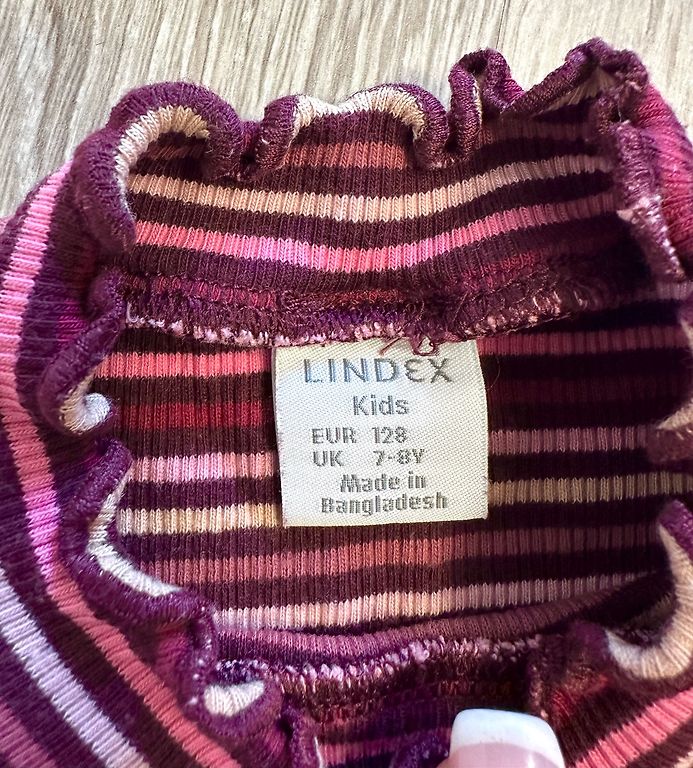 LINDEX
Kids
EUR 128
UK 7-8Y
Made in
Bangladesh